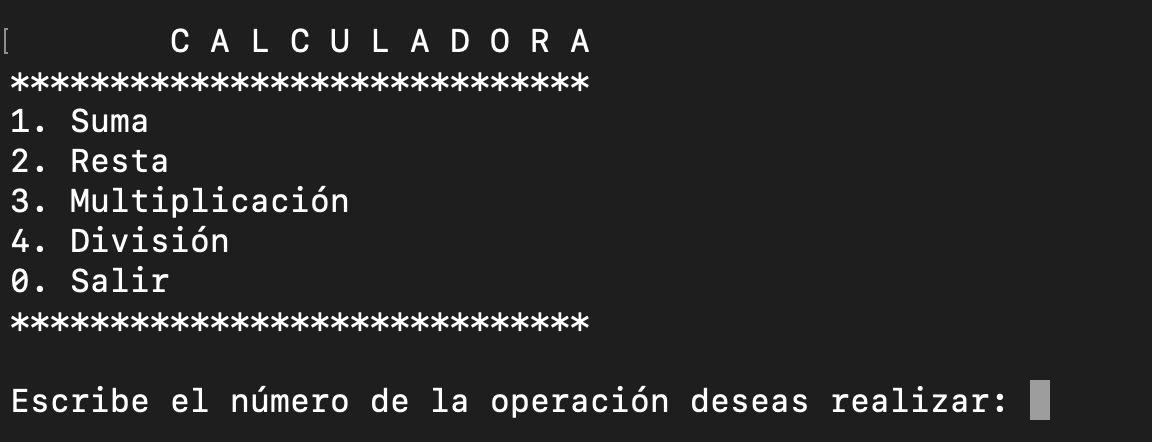 C A L C U L A D O R A
*****************************
1. Suma
2. Resta
3. Multiplicación
4. División
0. Salir
*****************************
Escribe el número de la operación deseas realizar: